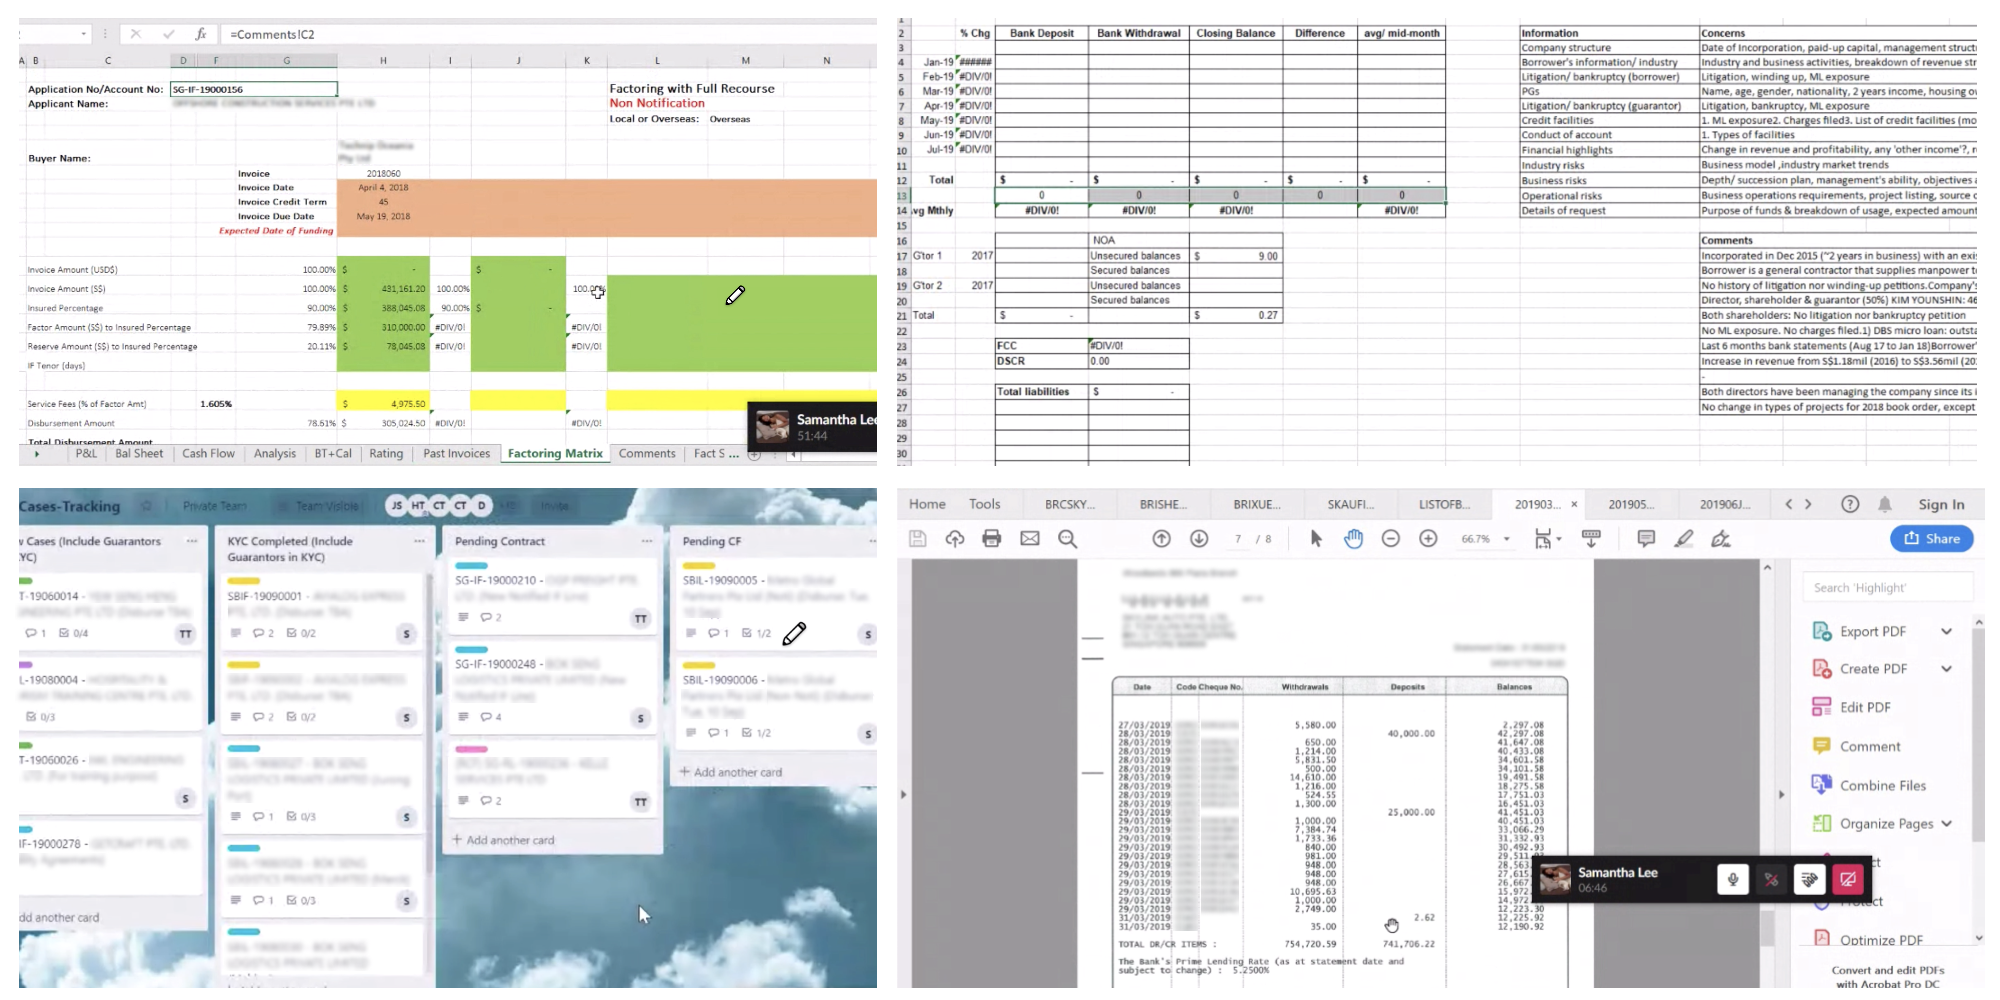 =Comments!C2
A B C D F G H I J K L M N
Application No/Account No: SG-IF-19000156
Applicant Name:
Factoring with Full Recourse
Non Notification
Local or Overseas: Overseas
Buyer Name:
Invoice 2018060
Invoice Date April 4, 2018
Invoice Credit Term 45
Invoice Due Date May 19, 2018
Expected Date of Funding
Invoice Amount (USD$) 100.00% $ - $ -
Invoice Amount (S$) 100.00% $ 431,161.20 100.00%
Insured Percentage 90.00% $ 388,045.08 90.00% $ -
Factor Amount (S$) to Insured Percentage 79.89% $ 310,000.00 #DIV/0! #DIV/0!
Reserve Amount (S$) to Insured Percentage 20.11% $ 78,045.08 #DIV/0! #DIV/0!
IF Tenor (days)
Service Fees (% of Factor Amt) 1.605% $ 4,975.50
Disbursement Amount 78.61% $ 305,024.50 #DIV/0! #DIV/0!
Total Disbursement Amount
Samantha Lee
51:44
P&L Bal Sheet Cash Flow Analysis BT+Cal Rating Past Invoices Factoring Matrix Comments Fact S ...
1
2 % Chg Bank Deposit Bank Withdrawal Closing Balance Difference avg/ mid-month Information Concerns
3 Company structure Date of Incorporation, paid-up capital, management struct
4 Jan-19 ###### Borrower's information/ industry Industry and business activities, breakdown of revenue str
5 Feb-19 #DIV/0! Litigation/ bankruptcy (borrower) Litigation, winding up, ML exposure
6 Mar-19 #DIV/0! PGs Name, age, gender, nationality, 2 years income, housing ow
7 Apr-19 #DIV/0! Litigation/ bankruptcy (guarantor) Litigation, bankruptcy, ML exposure
8 May-19 #DIV/0! Credit facilities 1. ML exposure2. Charges filed3. List of credit facilities (mo
9 Jun-19 #DIV/0! Conduct of account 1. Types of facilities
10 Jul-19 #DIV/0! Financial highlights Change in revenue and profitability, any 'other income'?, r
11 Industry risks Business model ,industry market trends
12 Total $ - $ - $ - $ - $ - Business risks Depth/ succession plan, management's ability, objectives a
13 0 0 0 0 0 Operational risks Business operations requirements, project listing, source c
14 vg Mthly #DIV/0! #DIV/0! #DIV/0! #DIV/0! Details of request Purpose of funds & breakdown of usage, expected amount
15
16 NOA Comments
17 G'tor 1 2017 Unsecured balances $ 9.00 Incorporated in Dec 2015 (~2 years in business) with an exis
18 Secured balances Borrower is a general contractor that supplies manpower t
19 G'tor 2 2017 Unsecured balances No history of litigation nor winding-up petitions.Company's
20 Secured balances Director, shareholder & guarantor (50%) KIM YOUNSHIN: 46
21 Total $ - $ 0.27 Both shareholders: No litigation nor bankruptcy petition
22 No ML exposure. No charges filed.1) DBS micro loan: outsta
23 FCC #DIV/0! Last 6 months bank statements (Aug 17 to Jan 18)Borrower'
24 DSCR 0.00 Increase in revenue from S$1.18mil (2016) to S$3.56mil (20
25 -
26 Total liabilities $ - Both directors have been managing the company since its i
27 No change in types of projects for 2018 book order, except
28
29
30
Cases-Tracking Private Team Team Visible JS HT CT CT D Invite
w Cases (Include Guarantors
YC)
T-19060014 -
1 0/4 TT
L-19080004 -
0/3
T-19060026 -
(For training purpose)
S
IF-19000278 -
dd another card
KYC Completed (Include
Guarantors in KYC)
SBIF-19090001 -
2 0/2 S
2 0/2 S
1 0/3 S
1 0/3 S
Pending Contract
SG-IF-19000210 -
2 TT
SG-IF-19000248 -
4 S
2 TT
+ Add another card
Pending CF
SBIL-19090005 -
1 1/2 S
SBIL-19090006 -
1 1/2 S
+ Add another card
Home Tools BRCSKY... BRISHE... BRIXUE... SKAUFI... LISTOFB... 201903... × 201905... 201906J... Sign In
7 / 8 66.7% Share
Date Code Cheque No. Withdrawals Deposits Balances
27/03/2019 5,580.00 2,297.08
28/03/2019 40,000.00 42,297.08
28/03/2019 650.00 41,647.08
28/03/2019 1,214.00 40,433.08
28/03/2019 5,831.50 34,601.58
28/03/2019 500.00 34,101.58
28/03/2019 14,610.00 19,491.58
28/03/2019 1,216.00 18,275.58
28/03/2019 524.55 17,751.03
28/03/2019 1,300.00 16,451.03
29/03/2019 25,000.00 41,451.03
29/03/2019 1,000.00 40,451.03
29/03/2019 7,384.74 33,066.29
29/03/2019 1,733.36 31,332.93
29/03/2019 840.00 30,492.93
29/03/2019 981.00 29,511.
29/03/2019 948.00 28,563.
29/03/2019 948.00 27,615.
29/03/2019 948.00 26,667.
29/03/2019 10,695.63 15,972.
29/03/2019 1,000.00 14,972.
29/03/2019 2,749.00 12,223.30
31/03/2019 2.62 12,225.92
31/03/2019 35.00 12,190.92
TOTAL DR/CR ITEMS : 754,720.59 741,706.22
The Bank's Prime Lending Rate (as at statement date and
subject to change) : 5.2500%
Search 'Highlight'
Export PDF
Create PDF
Edit PDF
Comment
Combine Files
Organize Pages
Samantha Lee
06:46
Protect
Optimize PDF
Convert and edit PDFs
with Acrobat Pro DC